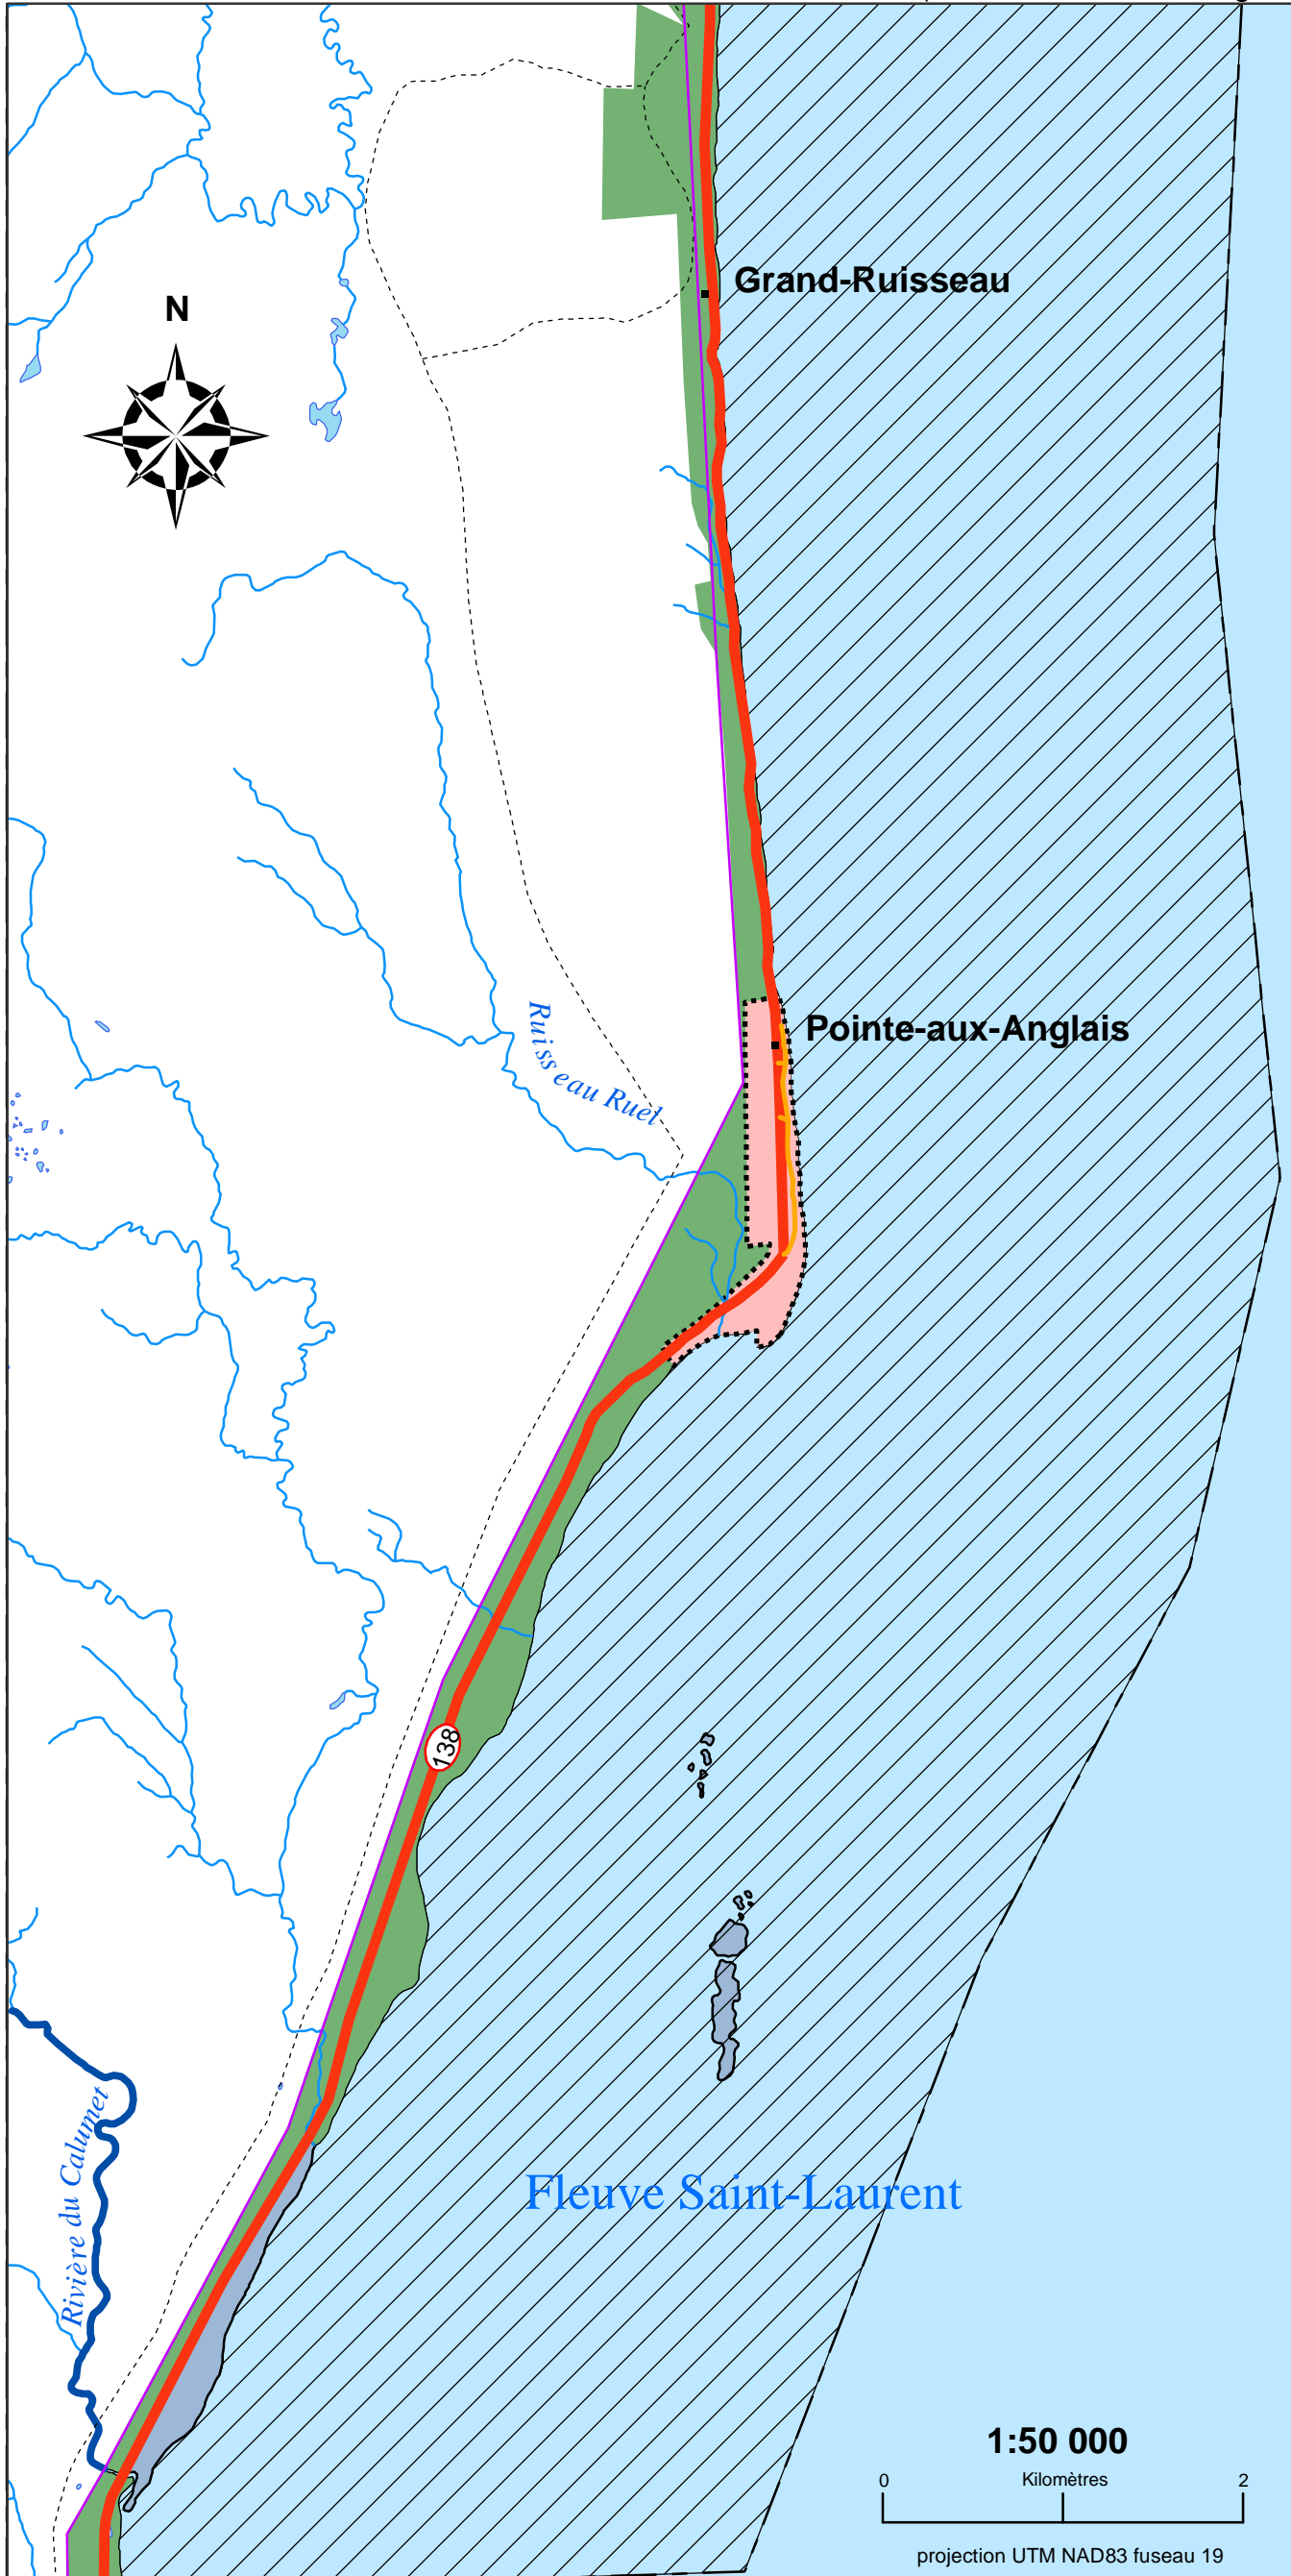 Grand-Ruisseau
N
Pointe-aux-Anglais
Ruisseau Ruel
138
Rivière du Calumet
Fleuve Saint-Laurent
1:50 000
Kilomètres
0 2
projection UTM NAD83 fuseau 19